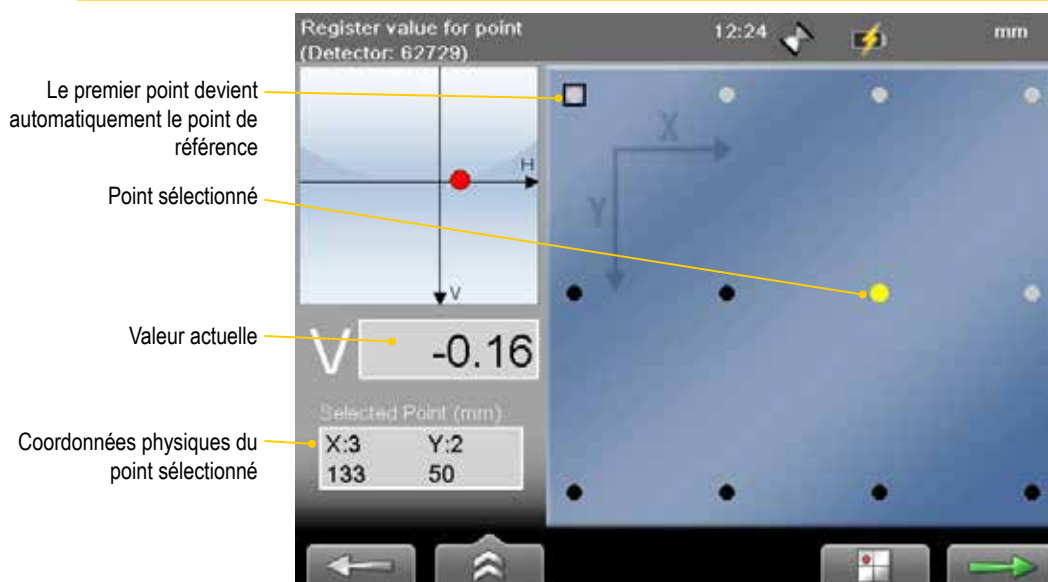 Register value for point
(Detector: 62729)
12:24
mm
Le premier point devient
automatiquement le point de
référence
Point sélectionné
Valeur actuelle
Coordonnées physiques du
point sélectionné
H
V
X
Y
V
-0.16
Selected Point (mm)
X:3 Y:2
133 50